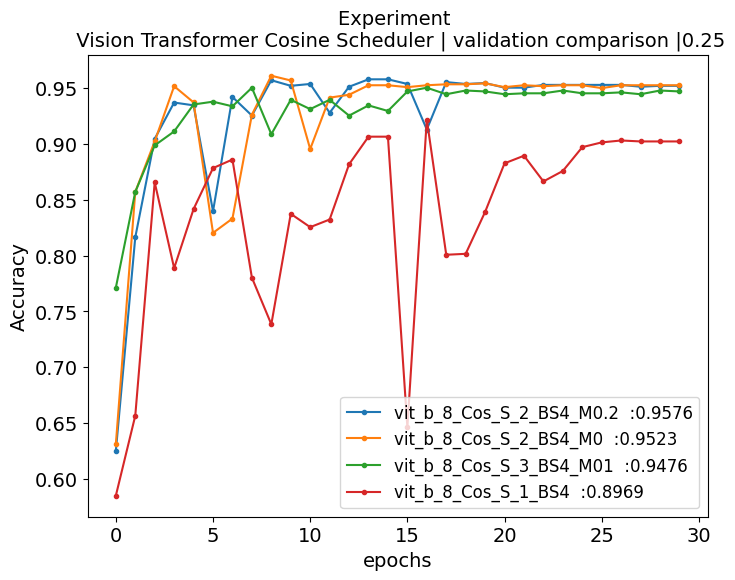 Experiment
Vision Transformer Cosine Scheduler | validation comparison |0.25
0.95
0.90
0.85
0.80
0.75
0.70
0.65
0.60
Accuracy
vit_b_8_Cos_S_2_BS4_M0.2  :0.9576
vit_b_8_Cos_S_2_BS4_M0  :0.9523
vit_b_8_Cos_S_3_BS4_M01  :0.9476
vit_b_8_Cos_S_1_BS4  :0.8969
0 5 10 15 20 25 30
epochs